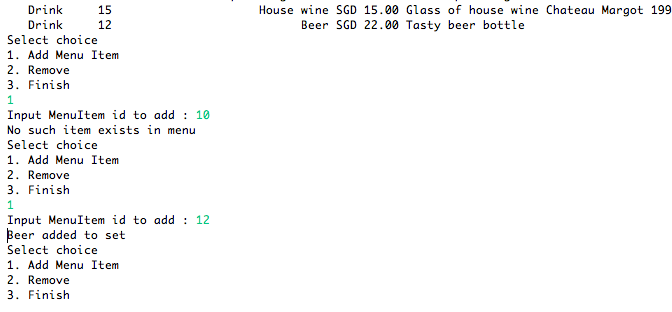 Drink 15 House wine SGD 15.00 Glass of house wine Chateau Margot 199
Drink 12 Beer SGD 22.00 Tasty beer bottle
Select choice
1. Add Menu Item
2. Remove
3. Finish
1
Input MenuItem id to add : 10
No such item exists in menu
Select choice
1. Add Menu Item
2. Remove
3. Finish
1
Input MenuItem id to add : 12
Beer added to set
Select choice
1. Add Menu Item
2. Remove
3. Finish